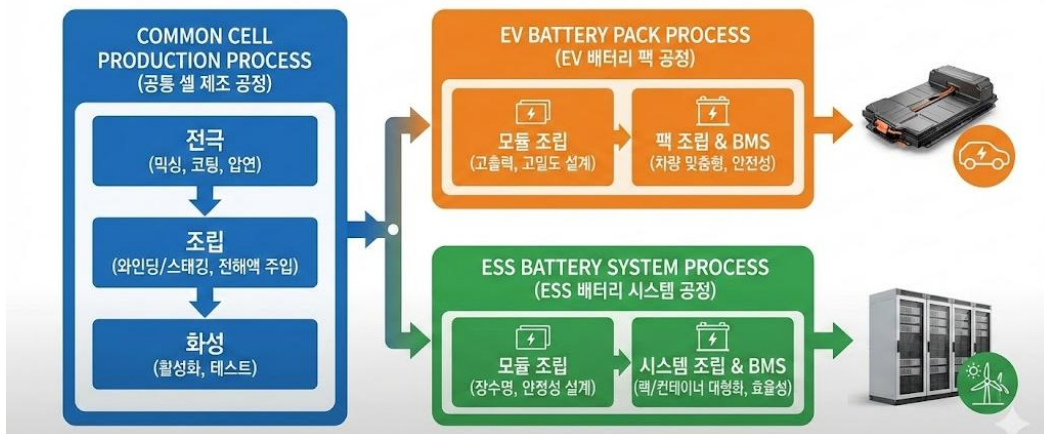 COMMON CELL
PRODUCTION PROCESS
(공통 셀 제조 공정)
전극
(믹싱, 코팅, 압연)
조립
(와인딩/스태킹, 전해액 주입)
화성
(활성화, 테스트)
EV BATTERY PACK PROCESS
(EV 배터리 팩 공정)
모듈 조립
(고출력, 고밀도 설계)
팩 조립 & BMS
(차량 맞춤형, 안전성)
ESS BATTERY SYSTEM PROCESS
(ESS 배터리 시스템 공정)
모듈 조립
(장수명, 안정성 설계)
시스템 조립 & BMS
(랙/컨테이너 대형화, 효율성)